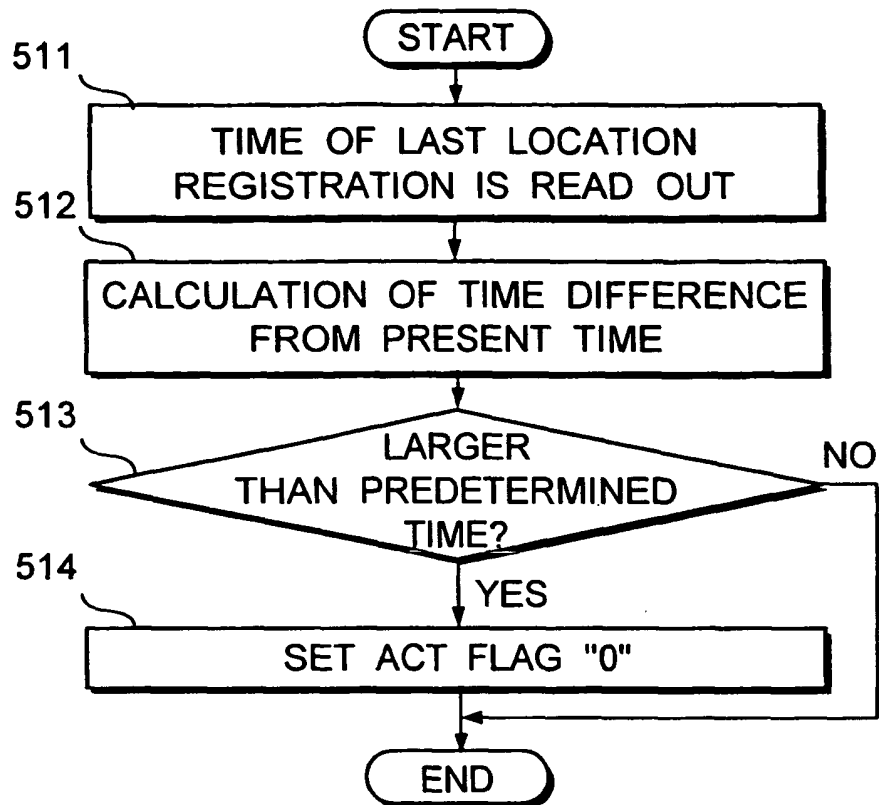 START
511
TIME OF LAST LOCATION
REGISTRATION IS READ OUT
512
CALCULATION OF TIME DIFFERENCE
FROM PRESENT TIME
513
LARGER
THAN PREDETERMINED
TIME?
NO
YES
514
SET ACT FLAG "0"
END